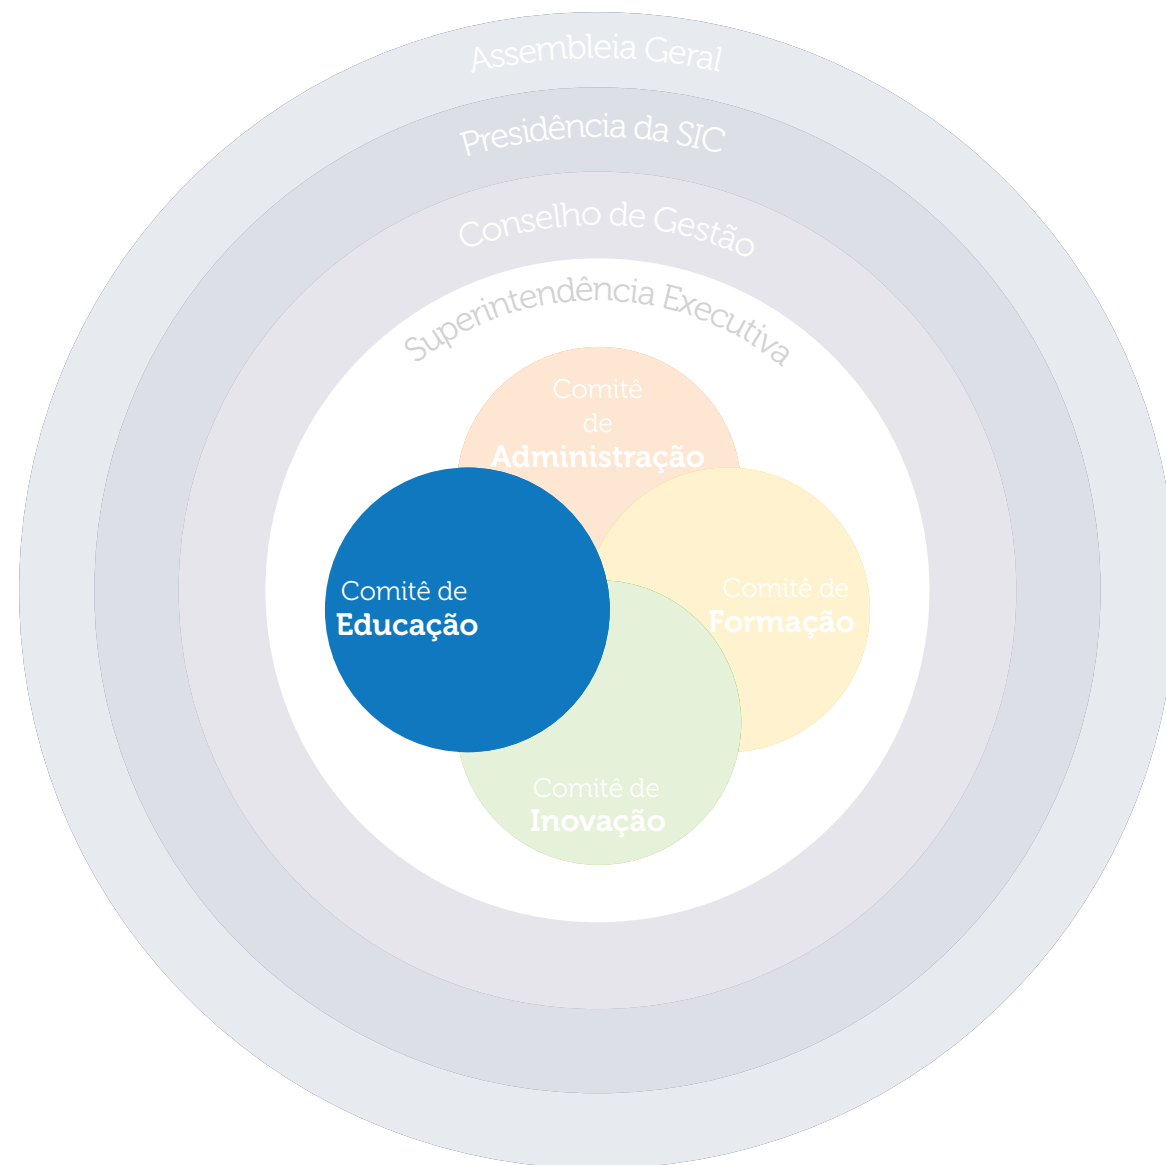 Assembleia Geral
Presidência da SIC
Conselho de Gestão
Superintendência Executiva
Comitê
de
Administração
Comitê de
Educação
Comitê de
Formação
Comitê de
Inovação